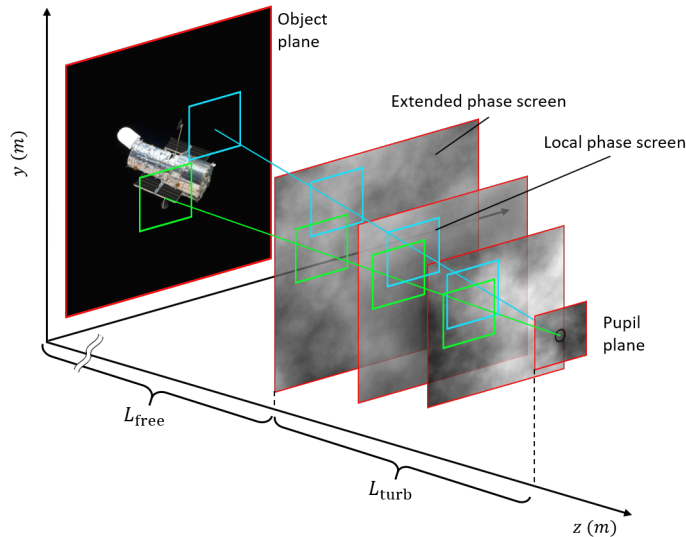 Object
plane
Extended phase screen
Local phase screen
y (m)
Pupil
plane
L_free
L_turb
z (m)